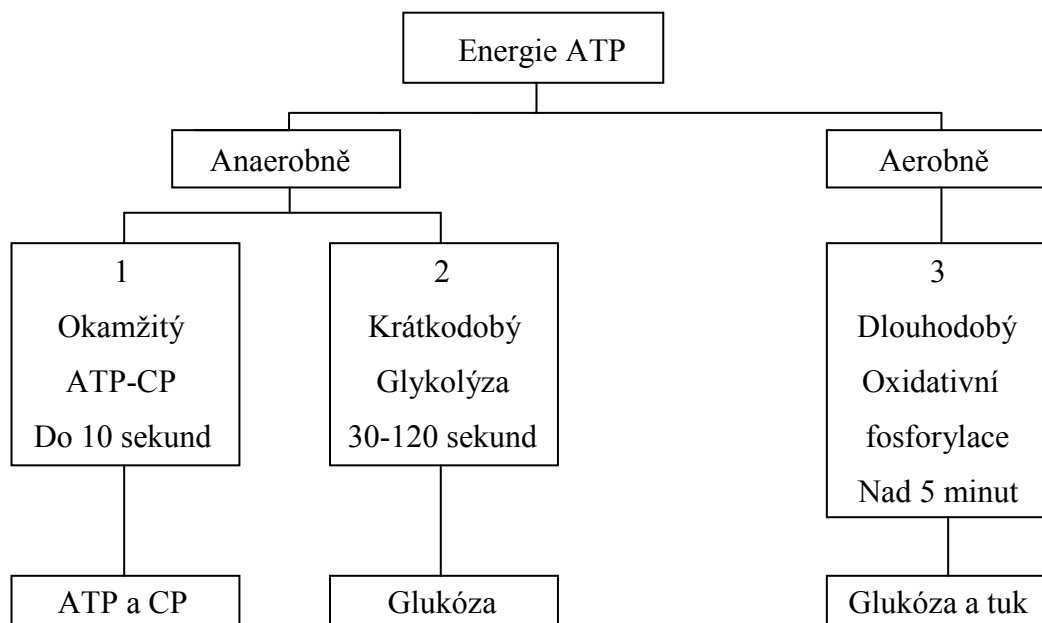 Energie ATP
Anaerobně
Aerobně
1
Okamžitý
ATP-CP
Do 10 sekund
2
Krátkodobý
Glykolýza
30-120 sekund
3
Dlouhodobý
Oxidativní
fosforylace
Nad 5 minut
ATP a CP
Glukóza
Glukóza a tuk